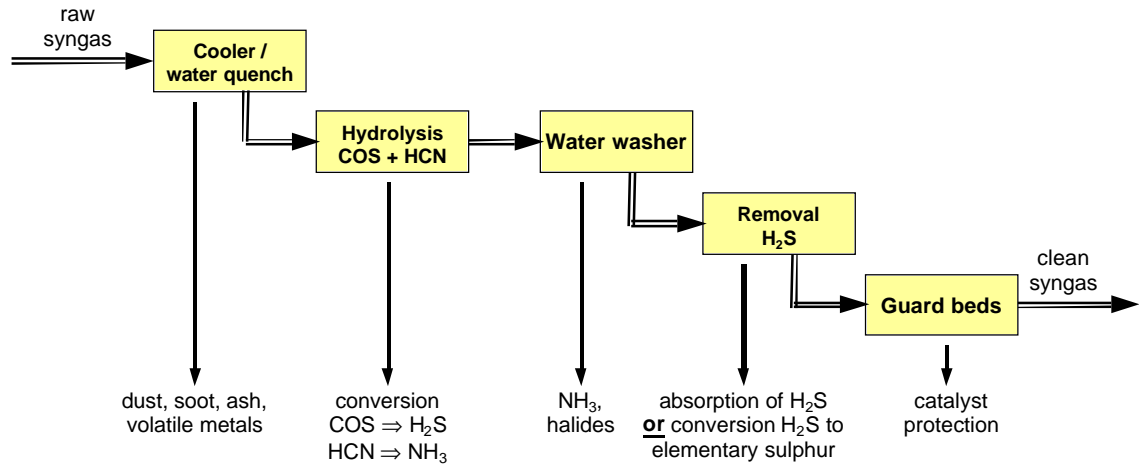 raw
syngas
Cooler /
water quench
Hydrolysis
COS + HCN
Water washer
Removal
H₂S
Guard beds
clean
syngas
dust, soot, ash,
volatile metals
conversion
COS ⇒ H₂S
HCN ⇒ NH₃
NH₃,
halides
absorption of H₂S
or conversion H₂S to
elementary sulphur
catalyst
protection